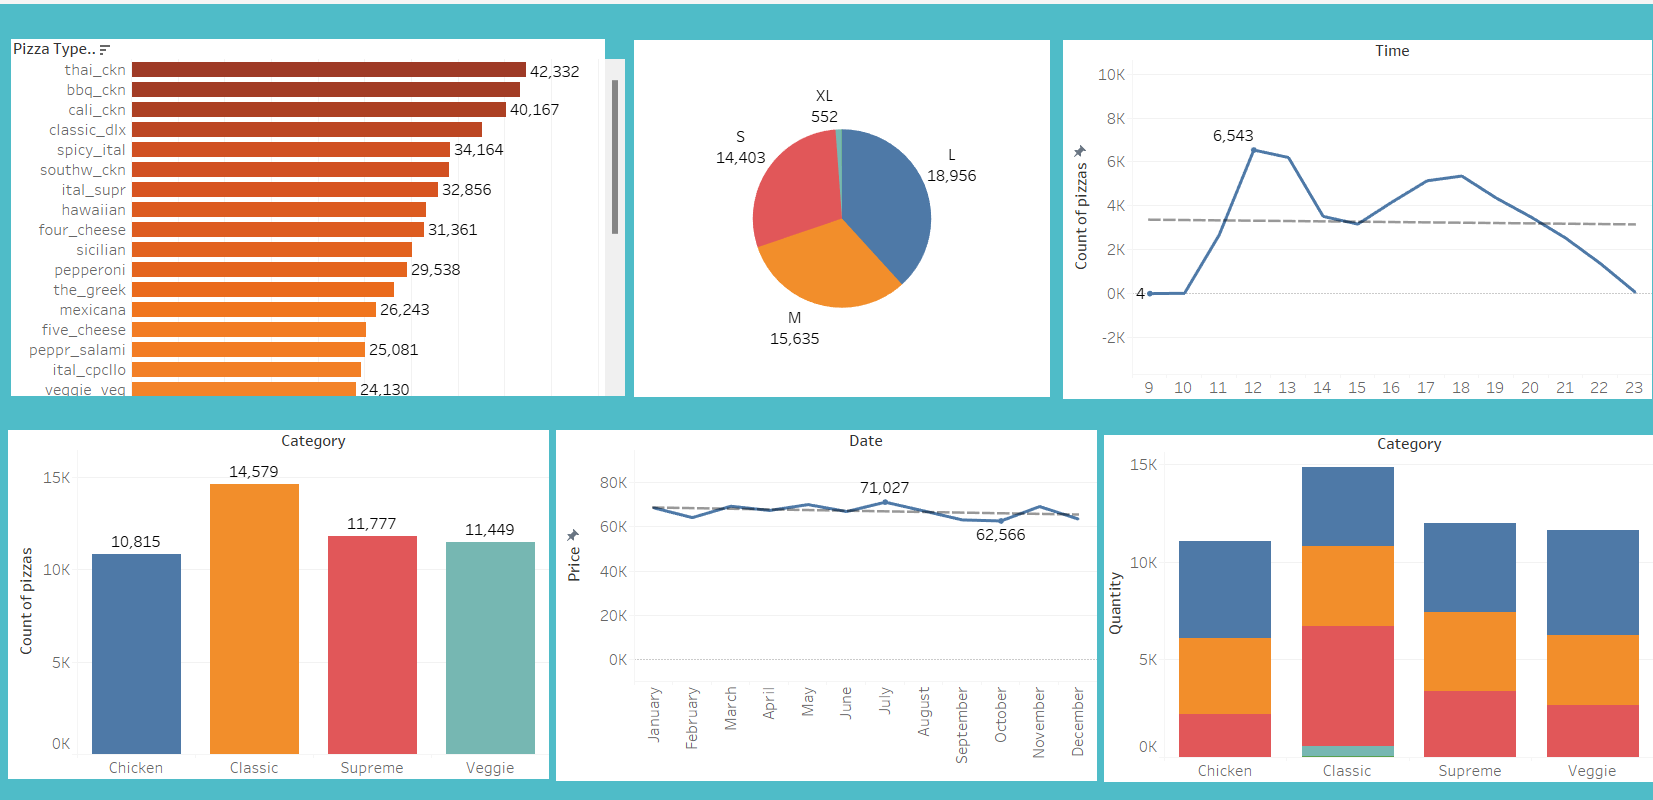 Pizza Type..
thai_ckn 42,332
bbq_ckn
cali_ckn 40,167
classic_dlx
spicy_ital 34,164
southw_ckn
ital_supr 32,856
hawaiian
four_cheese 31,361
sicilian
pepperoni 29,538
the_greek
mexicana 26,243
five_cheese
peppr_salami 25,081
ital_cpcllo
veggie_veg 24,130
XL
552
S
14,403
L
18,956
M
15,635
Time
Count of pizzas
10K
8K
6K
4K
2K
0K
-2K
6,543
4
9 10 11 12 13 14 15 16 17 18 19 20 21 22 23
Category
Count of pizzas
15K
10K
5K
0K
10,815
14,579
11,777
11,449
Chicken Classic Supreme Veggie
Date
Price
80K
60K
40K
20K
0K
71,027
62,566
January
February
March
April
May
June
July
August
September
October
November
December
Category
Quantity
15K
10K
5K
0K
Chicken Classic Supreme Veggie